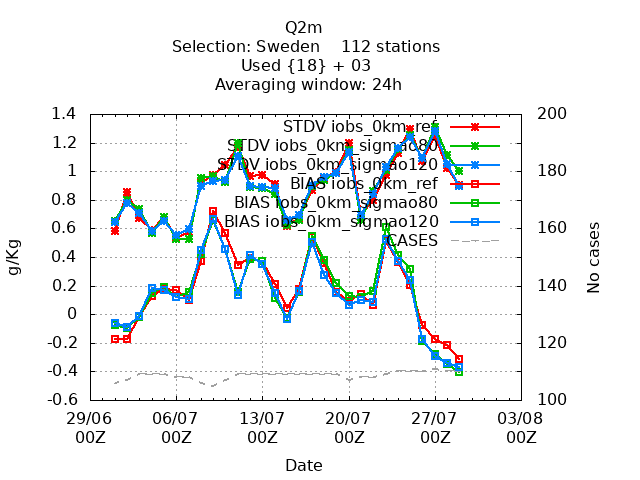 Q2m
Selection: Sweden    112 stations
Used {18} + 03
Averaging window: 24h
1.4
1.2
1
0.8
0.6
0.4
0.2
0
-0.2
-0.4
-0.6
g/Kg
STDV iobs_0km_ref
STDV iobs_0km_sigmao80
STDV iobs_0km_sigmao120
BIAS iobs_0km_ref
BIAS iobs_0km_sigmao80
BIAS iobs_0km_sigmao120
CASES
200
180
160
140
120
100
No cases
29/06 06/07 13/07 20/07 27/07 03/08
00Z 00Z 00Z 00Z 00Z 00Z
Date